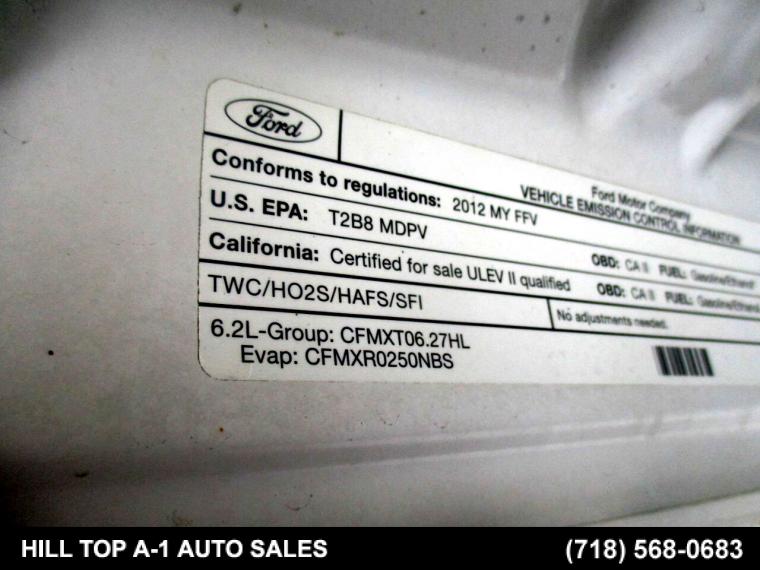 Ford
Ford Motor Company
VEHICLE EMISSION CONTROL INFORMATION
Conforms to regulations: 2012 MY FFV
U.S. EPA: T2B8 MDPV OBD: CA II FUEL: Gasoline/Ethanol
California: Certified for sale ULEV II qualified OBD: CA II FUEL: Gasoline/Ethanol
TWC/HO2S/HAFS/SFI No adjustments needed.
6.2L-Group: CFMXT06.27HL
Evap: CFMXR0250NBS
HILL TOP A-1 AUTO SALES (718) 568-0683